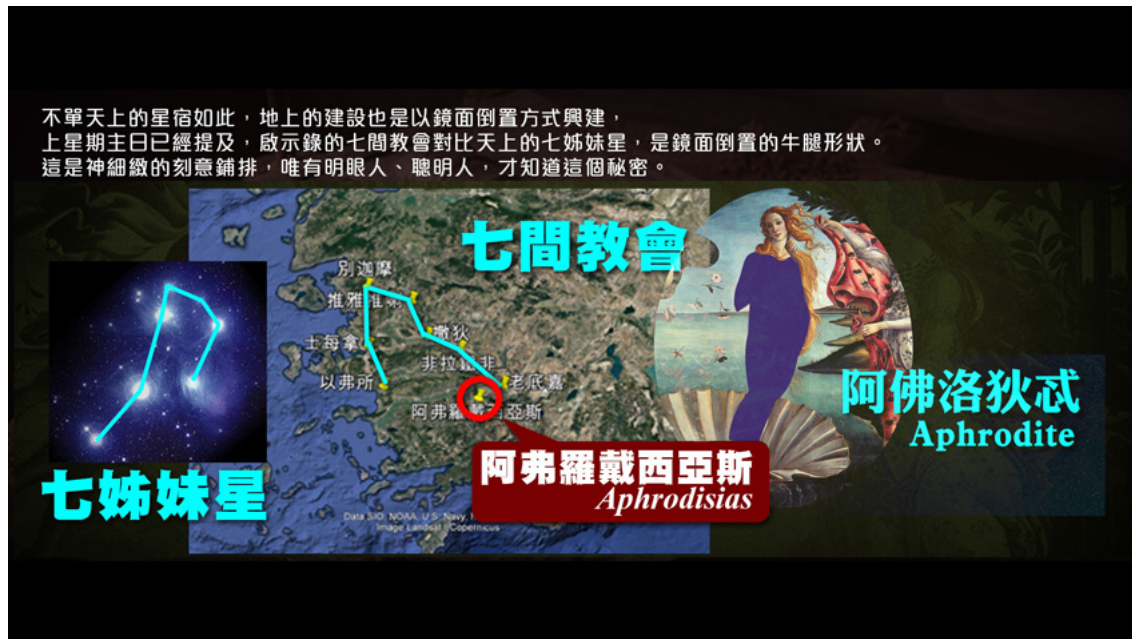 不單天上的星宿如此，地上的建設也是以鏡面倒置方式興建，
上星期主日已經提及，啟示錄的七間教會對比天上的七姊妹星，是鏡面倒置的牛腿形狀。
這是神細緻的刻意鋪排，唯有明眼人、聰明人，才知道這個秘密。
七間教會
別迦摩
推雅推喇
士每拿
撒狄
非拉鐵非
以弗所
老底嘉
阿弗羅戴西亞斯
阿弗羅戴西亞斯
Aphrodisias
阿佛洛狄忒
Aphrodite
七姊妹星
Data SIO, NOAA, U.S. Navy,
Image Landsat / Copernicus